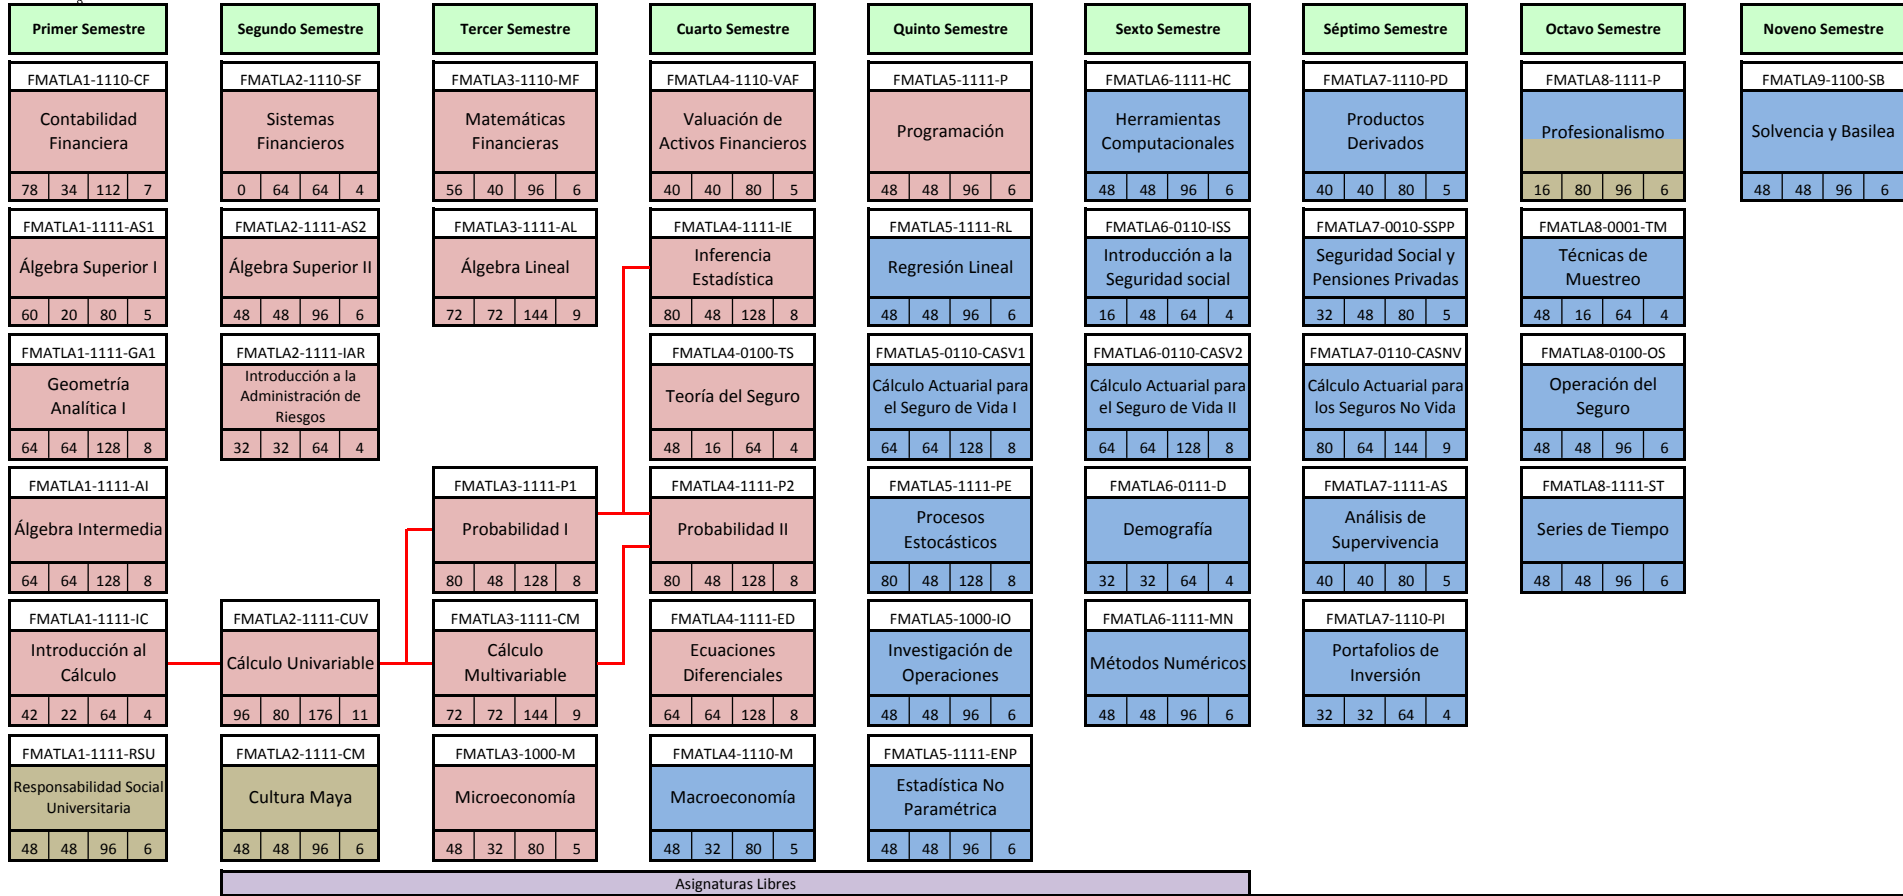 Primer Semestre
Segundo Semestre
Tercer Semestre
Cuarto Semestre
Quinto Semestre
Sexto Semestre
Séptimo Semestre
Octavo Semestre
Noveno Semestre
FMATLA1-1110-CF
Contabilidad
Financiera
78 34 112 7
FMATLA2-1110-SF
Sistemas
Financieros
0 64 64 4
FMATLA3-1110-MF
Matemáticas
Financieras
56 40 96 6
FMATLA4-1110-VAF
Valuación de
Activos Financieros
40 40 80 5
FMATLA5-1111-P
Programación
48 48 96 6
FMATLA6-1111-HC
Herramientas
Computacionales
48 48 96 6
FMATLA7-1110-PD
Productos
Derivados
40 40 80 5
FMATLA8-1111-P
Profesionalismo
16 80 96 6
FMATLA9-1100-SB
Solvencia y Basilea
48 48 96 6
FMATLA1-1111-AS1
Álgebra Superior I
60 20 80 5
FMATLA2-1111-AS2
Álgebra Superior II
48 48 96 6
FMATLA3-1111-AL
Álgebra Lineal
72 72 144 9
FMATLA4-1111-IE
Inferencia
Estadística
80 48 128 8
FMATLA5-1111-RL
Regresión Lineal
48 48 96 6
FMATLA6-0110-ISS
Introducción a la
Seguridad social
16 48 64 4
FMATLA7-0010-SSPP
Seguridad Social y
Pensiones Privadas
32 48 80 5
FMATLA8-0001-TM
Técnicas de
Muestreo
48 16 64 4
FMATLA1-1111-GA1
Geometría
Analítica I
64 64 128 8
FMATLA2-1111-IAR
Introducción a la
Administración de
Riesgos
32 32 64 4
FMATLA4-0100-TS
Teoría del Seguro
48 16 64 4
FMATLA5-0110-CASV1
Cálculo Actuarial para
el Seguro de Vida I
64 64 128 8
FMATLA6-0110-CASV2
Cálculo Actuarial para
el Seguro de Vida II
64 64 128 8
FMATLA7-0110-CASNV
Cálculo Actuarial para
los Seguros No Vida
80 64 144 9
FMATLA8-0100-OS
Operación del
Seguro
48 48 96 6
FMATLA1-1111-AI
Álgebra Intermedia
64 64 128 8
FMATLA3-1111-P1
Probabilidad I
80 48 128 8
FMATLA4-1111-P2
Probabilidad II
80 48 128 8
FMATLA5-1111-PE
Procesos
Estocásticos
80 48 128 8
FMATLA6-0111-D
Demografía
32 32 64 4
FMATLA7-1111-AS
Análisis de
Supervivencia
40 40 80 5
FMATLA8-1111-ST
Series de Tiempo
48 48 96 6
FMATLA1-1111-IC
Introducción al
Cálculo
42 22 64 4
FMATLA2-1111-CUV
Cálculo Univariable
96 80 176 11
FMATLA3-1111-CM
Cálculo
Multivariable
72 72 144 9
FMATLA4-1111-ED
Ecuaciones
Diferenciales
64 64 128 8
FMATLA5-1000-IO
Investigación de
Operaciones
48 48 96 6
FMATLA6-1111-MN
Métodos Numéricos
48 48 96 6
FMATLA7-1110-PI
Portafolios de
Inversión
32 32 64 4
FMATLA1-1111-RSU
Responsabilidad Social
Universitaria
48 48 96 6
FMATLA2-1111-CM
Cultura Maya
48 48 96 6
FMATLA3-1000-M
Microeconomía
48 32 80 5
FMATLA4-1110-M
Macroeconomía
48 32 80 5
FMATLA5-1111-ENP
Estadística No
Paramétrica
48 48 96 6
Asignaturas Libres